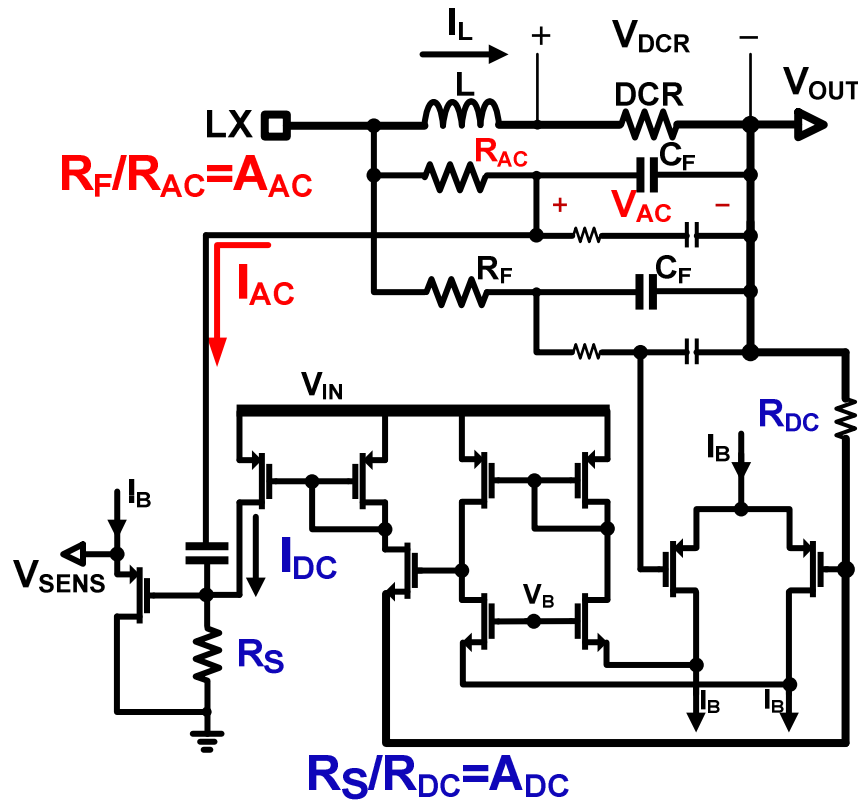 I_L
+ V_DCR −
L
DCR
V_OUT
LX
R_F/R_AC=A_AC
R_AC
C_F
+ V_AC −
I_AC
R_F
C_F
V_IN
R_DC
I_B
I_B
V_SENS
I_DC
V_B
R_S
I_B
I_B
R_S/R_DC=A_DC